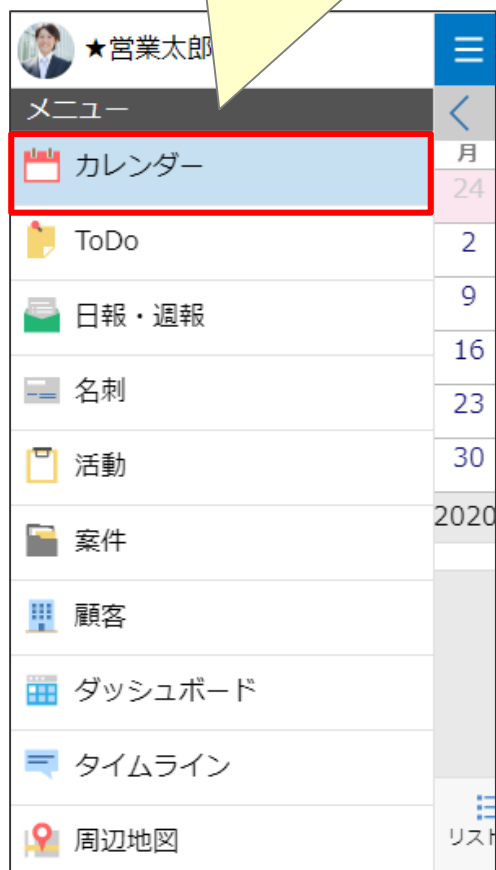 ★営業太郎
メニュー
カレンダー
ToDo
日報・週報
名刺
活動
案件
顧客
ダッシュボード
タイムライン
周辺地図
月
24
2
9
16
23
30
2020
リスト